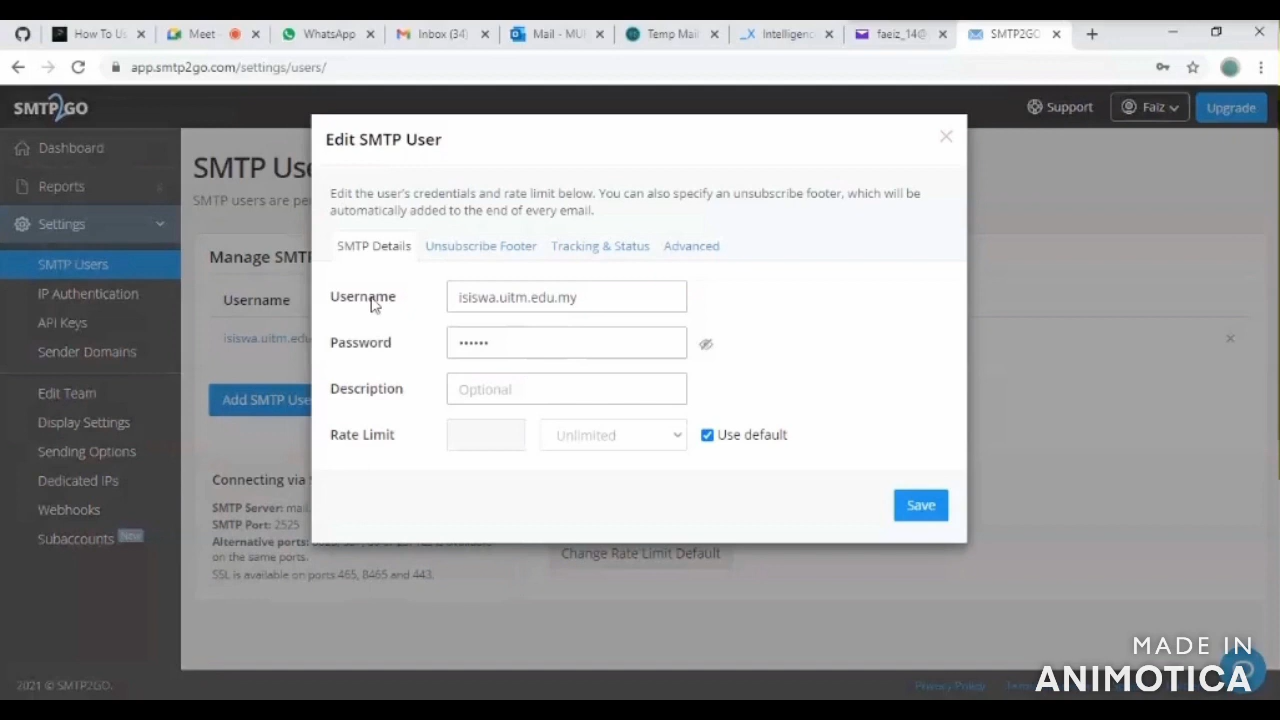 How To Us
Meet
WhatsApp
Inbox (34)
Mail - MU
Temp Mai
Intelligenc
faeiz_14@
SMTP2GO
app.smtp2go.com/settings/users/
SMTP2GO
Support
Faiz
Upgrade
Dashboard
Reports
Settings
SMTP Users
IP Authentication
API Keys
Sender Domains
Edit Team
Display Settings
Sending Options
Dedicated IPs
Webhooks
Subaccounts New
2021 © SMTP2GO.
SMTP Use
SMTP users are pe
Manage SMT
Username
isiswa.uitm.edu
Add SMTP Use
Connecting via
SMTP Server: mail
SMTP Port: 2525
Alternative ports:
on the same ports.
SSL is available on ports 465, 8465 and 443.
Edit SMTP User
Edit the user's credentials and rate limit below. You can also specify an unsubscribe footer, which will be
automatically added to the end of every email.
SMTP Details
Unsubscribe Footer
Tracking & Status
Advanced
Username
isiswa.uitm.edu.my
Password
••••••
Description
Optional
Rate Limit
Unlimited
Use default
Save
Change Rate Limit Default
Privacy Policy
MADE IN
ANIMOTICA